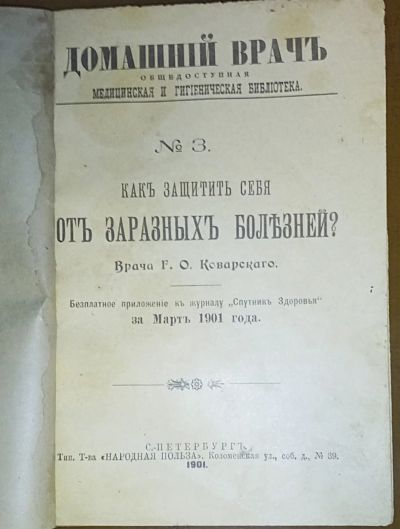 ДОМАШНІЙ ВРАЧЪ
ОБЩЕДОСТУПНАЯ
МЕДИЦИНСКАЯ И ГИГІЕНИЧЕСКАЯ БИБЛІОТЕКА.
№ 3.
КАКЪ ЗАЩИТИТЬ СЕБЯ
ОТЪ ЗАРАЗНЫХЪ БОЛѢЗНЕЙ?
Врача Г. О. Коварскаго.
Безплатное приложеніе къ журналу „Спутникъ Здоровья“
за Мартъ 1901 года.
С.-ПЕТЕРБУРГЪ.
Тип. Т-ва «НАРОДНАЯ ПОЛЬЗА». Коломенская ул., соб. д., № 39.
1901.